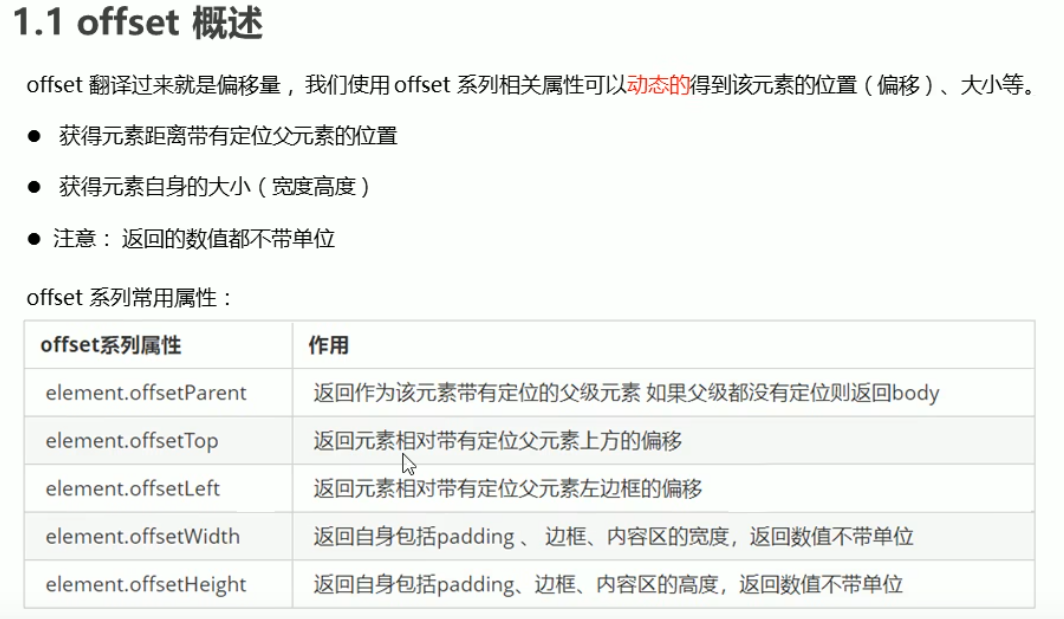 1.1 offset 概述
offset 翻译过来就是偏移量，我们使用 offset 系列相关属性可以动态的得到该元素的位置（偏移）、大小等。
● 获得元素距离带有定位父元素的位置
● 获得元素自身的大小（宽度高度）
● 注意： 返回的数值都不带单位
offset 系列常用属性：
offset系列属性 作用
element.offsetParent 返回作为该元素带有定位的父级元素 如果父级都没有定位则返回body
element.offsetTop 返回元素相对带有定位父元素上方的偏移
element.offsetLeft 返回元素相对带有定位父元素左边框的偏移
element.offsetWidth 返回自身包括padding 、 边框、内容区的宽度，返回数值不带单位
element.offsetHeight 返回自身包括padding、边框、内容区的高度，返回数值不带单位